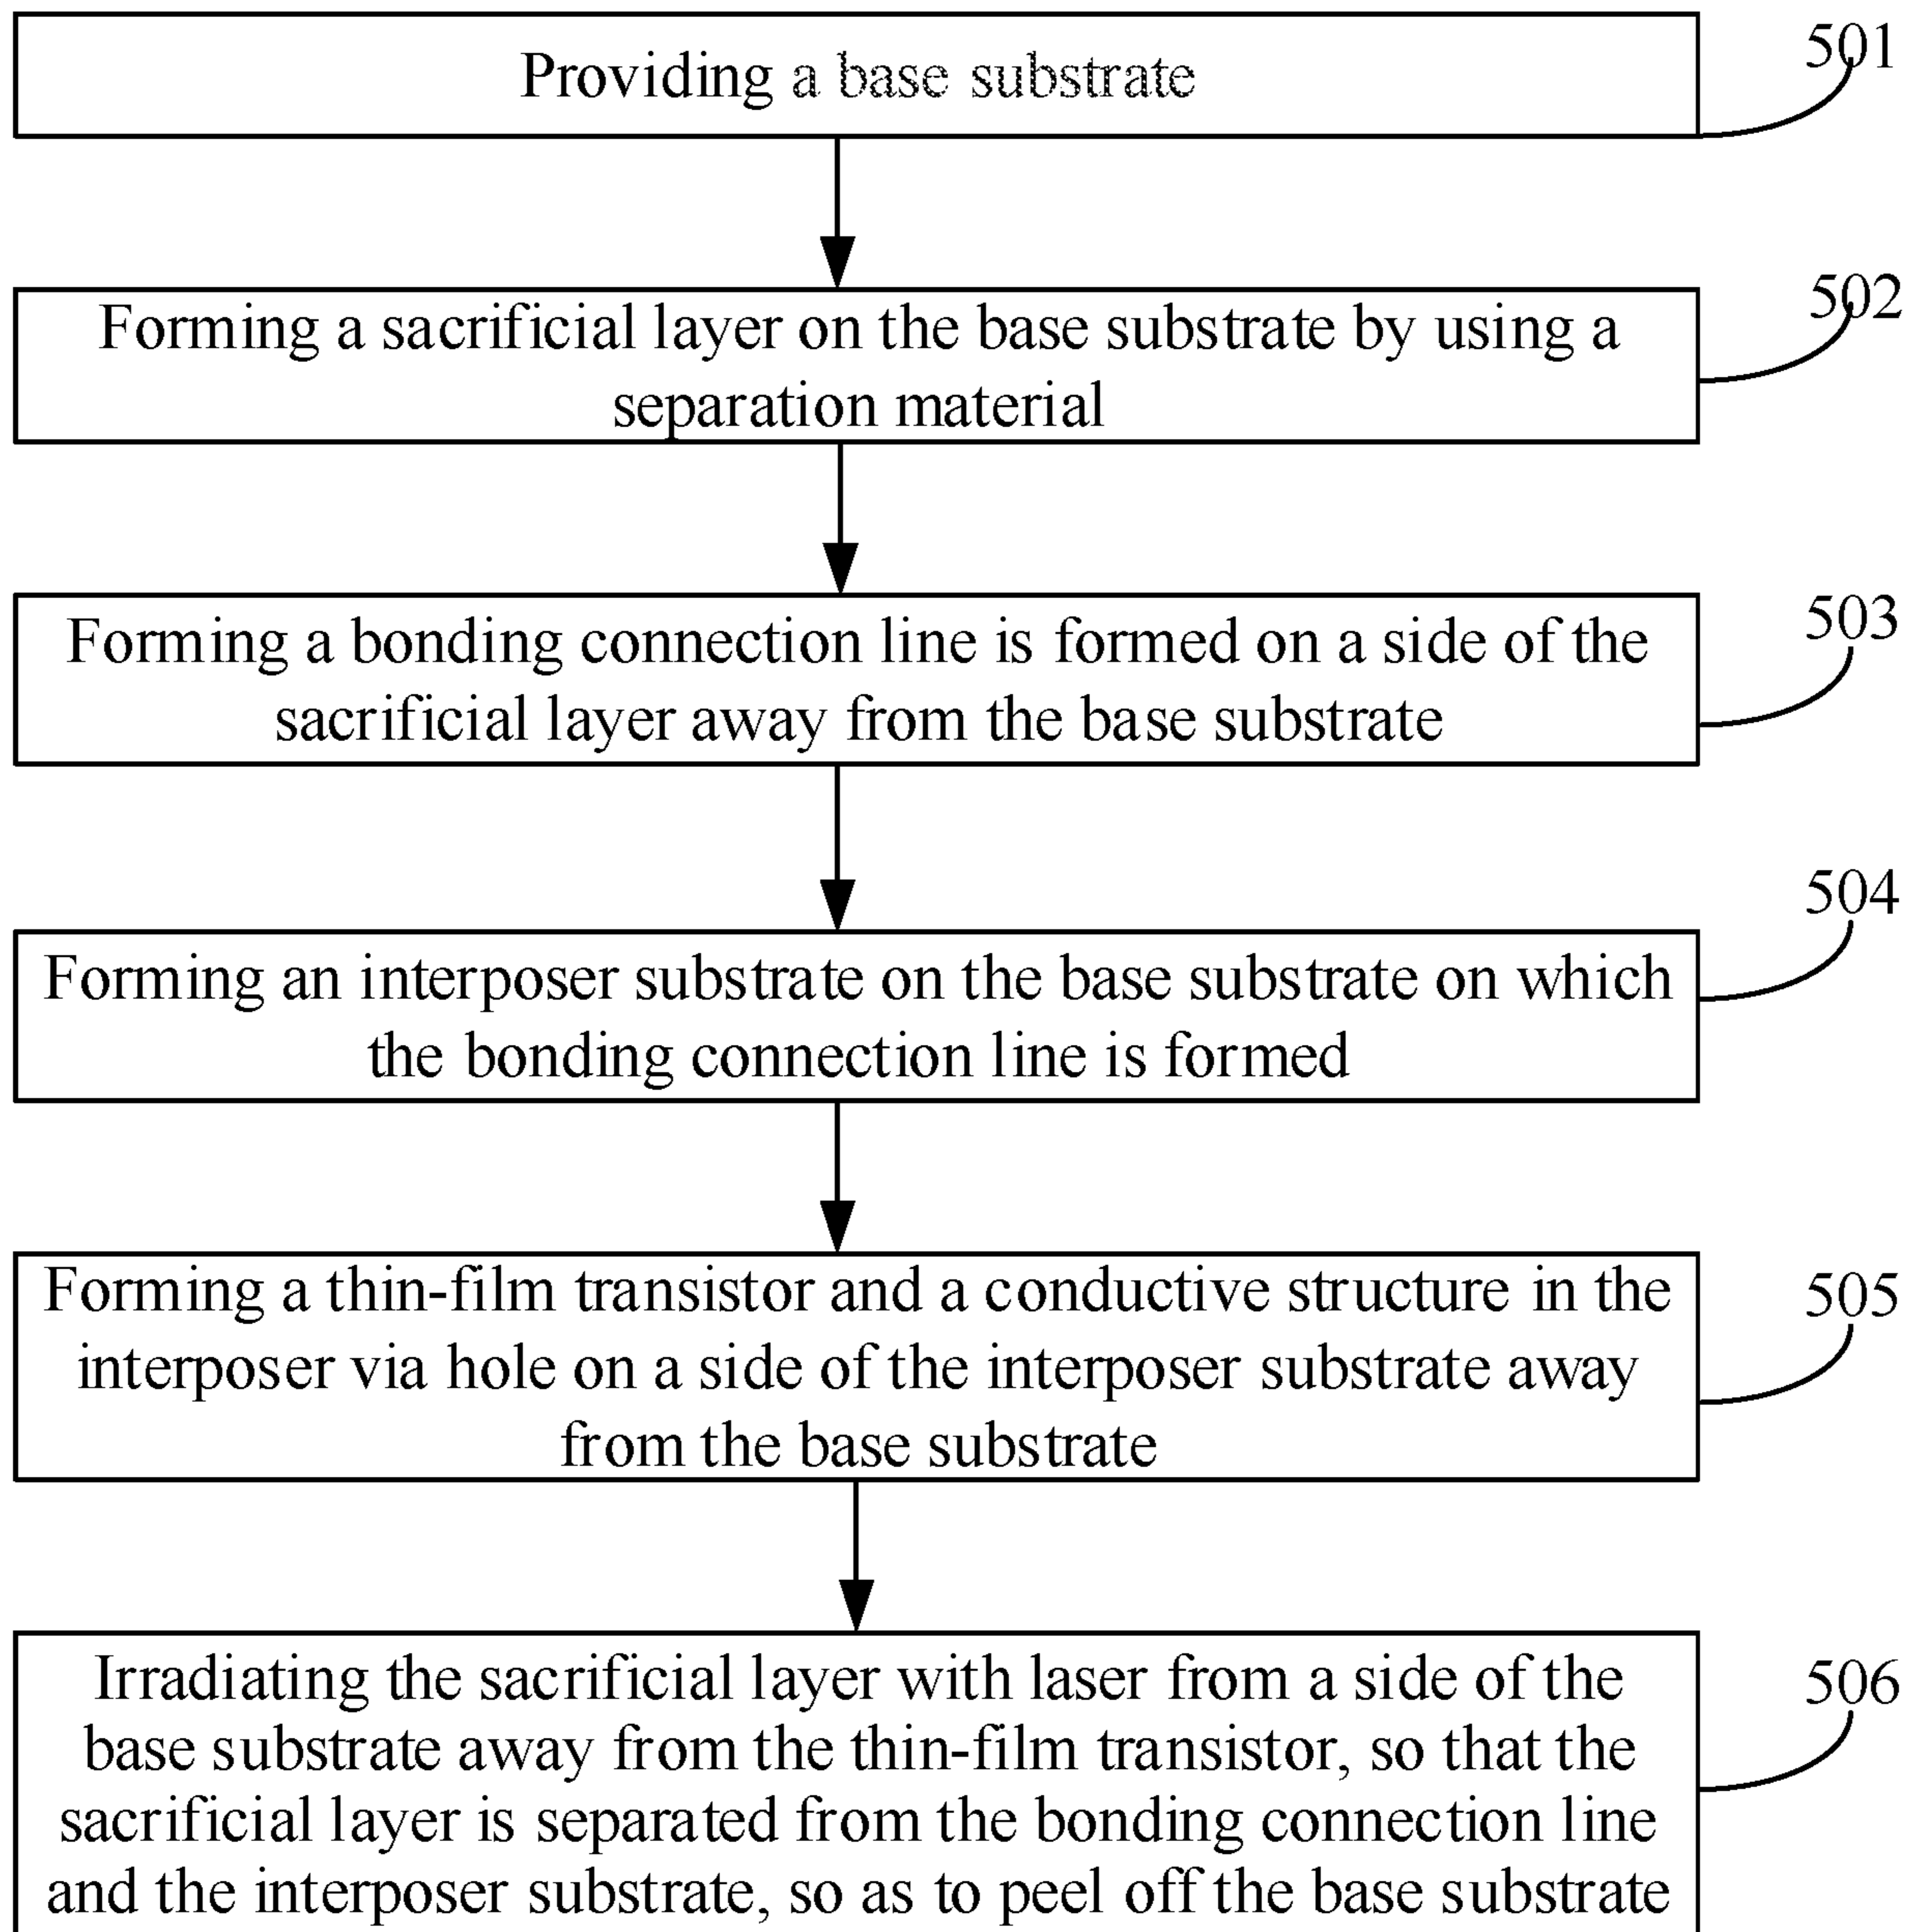 Providing a base substrate
501
Forming a sacrificial layer on the base substrate by using a
separation material
502
Forming a bonding connection line is formed on a side of the
sacrificial layer away from the base substrate
503
Forming an interposer substrate on the base substrate on which
the bonding connection line is formed
504
Forming a thin-film transistor and a conductive structure in the
interposer via hole on a side of the interposer substrate away
from the base substrate
505
Irradiating the sacrificial layer with laser from a side of the
base substrate away from the thin-film transistor, so that the
sacrificial layer is separated from the bonding connection line
and the interposer substrate, so as to peel off the base substrate
506